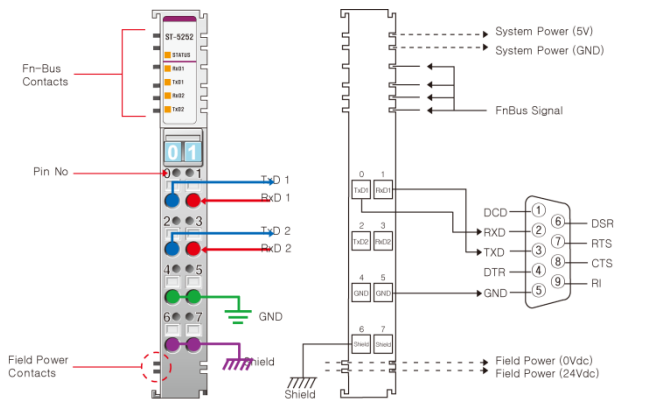 ST-5252
STATUS
RxD1
TxD1
RxD2
TxD2
Fn-Bus
Contacts
0 1
Pin No
0 1
TxD 1
RxD 1
2 3
TxD 2
RxD 2
4 5
GND
6 7
Shield
Field Power
Contacts
System Power (5V)
System Power (GND)
FnBus Signal
0 1
TxD1 RxD1
2 3
TxD2 RxD2
4 5
GND GND
6 7
Shield Shield
Shield
DCD 1
6 DSR
RXD 2
7 RTS
TXD 3
8 CTS
DTR 4
9 RI
GND 5
Field Power (0Vdc)
Field Power (24Vdc)